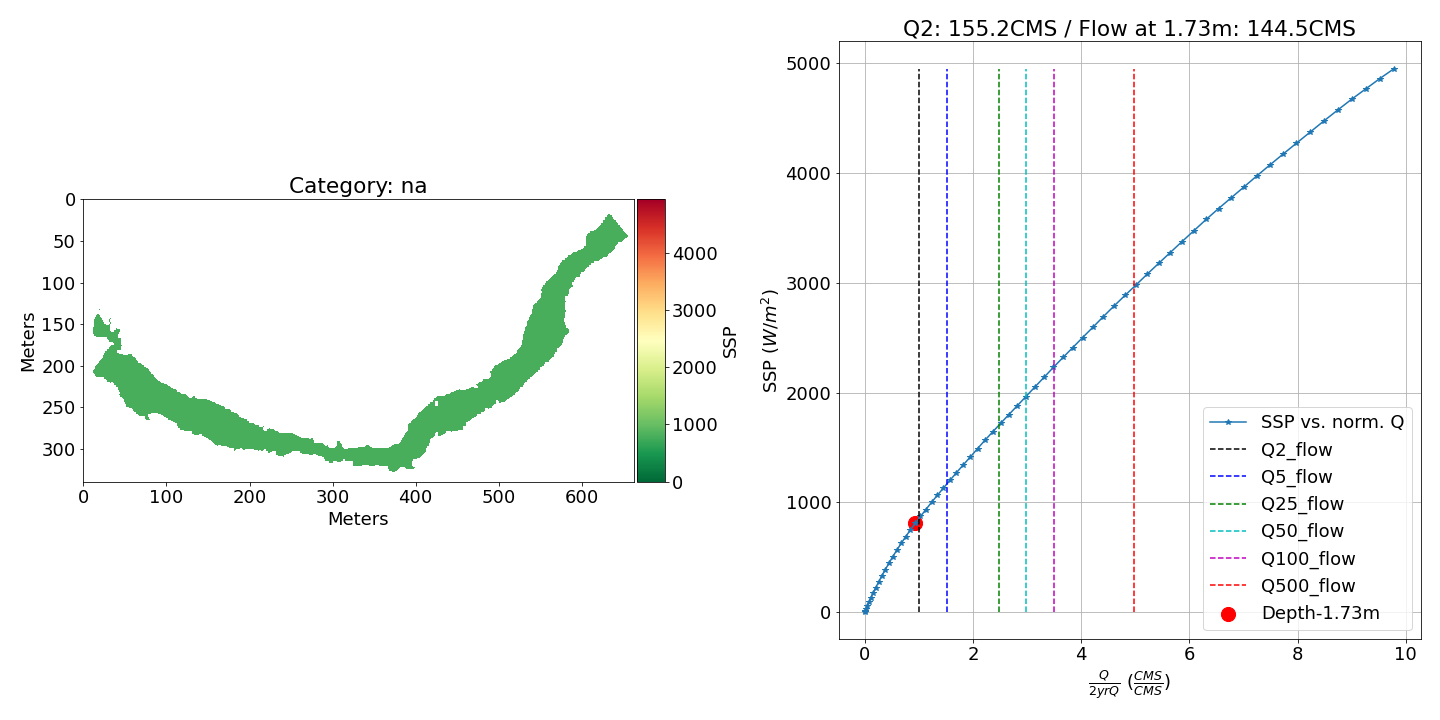 Category: na
0
50
100
150
200
250
300
Meters
0
100
200
300
400
500
600
Meters
4000
3000
2000
1000
0
SSP
Q2: 155.2CMS / Flow at 1.73m: 144.5CMS
5000
4000
3000
2000
1000
0
SSP (W/m²)
0
2
4
6
8
10
Q/2yrQ (CMS/CMS)
SSP vs. norm. Q
Q2_flow
Q5_flow
Q25_flow
Q50_flow
Q100_flow
Q500_flow
Depth-1.73m